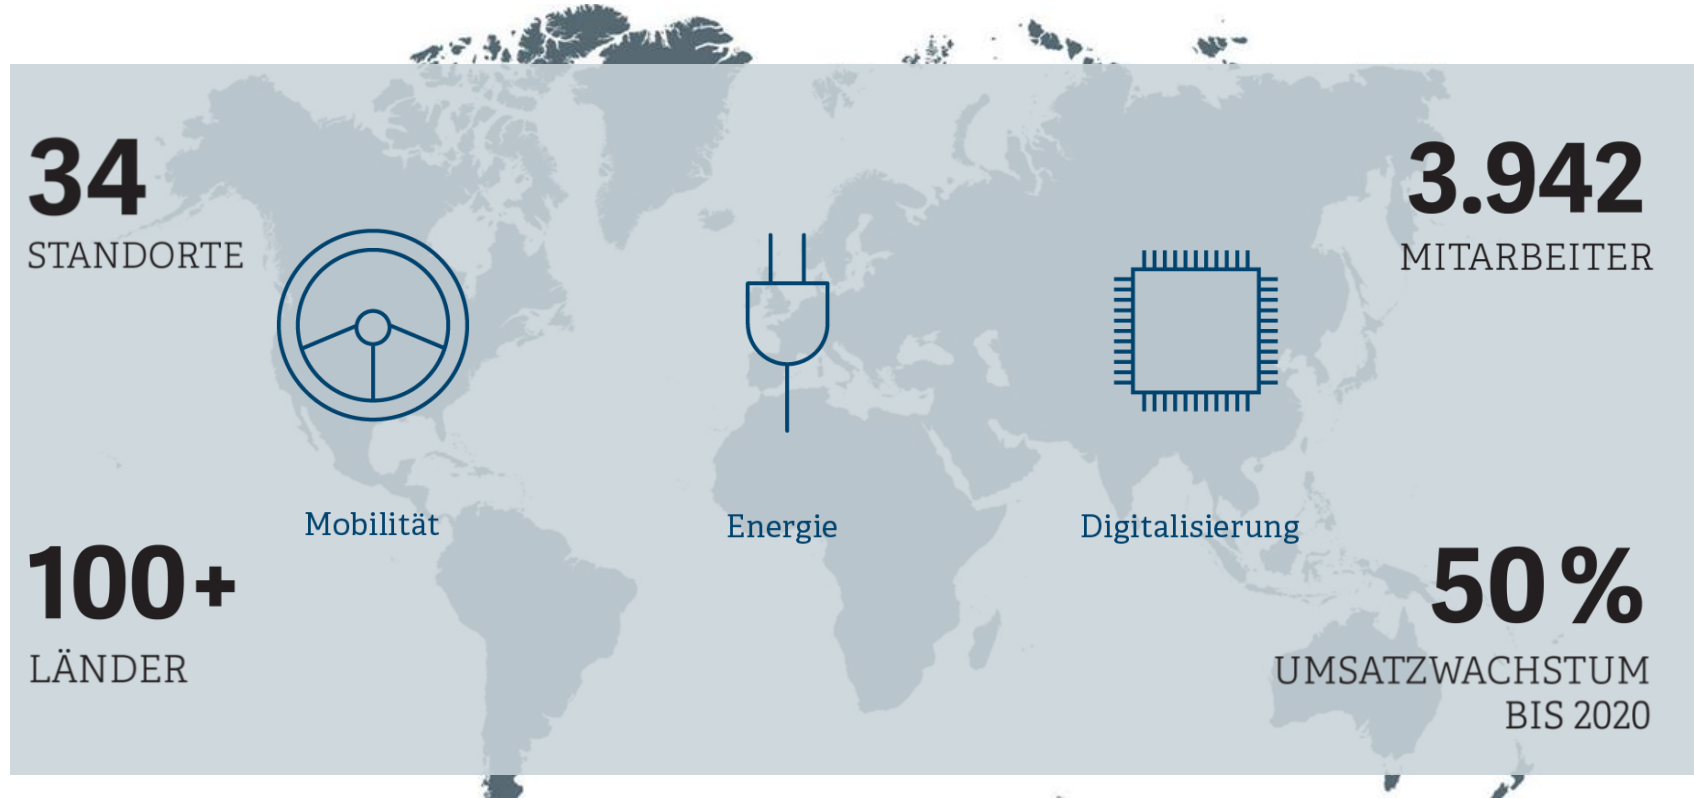 34
STANDORTE
3.942
MITARBEITER
Mobilität
Energie
Digitalisierung
100+
LÄNDER
50 %
UMSATZWACHSTUM
BIS 2020